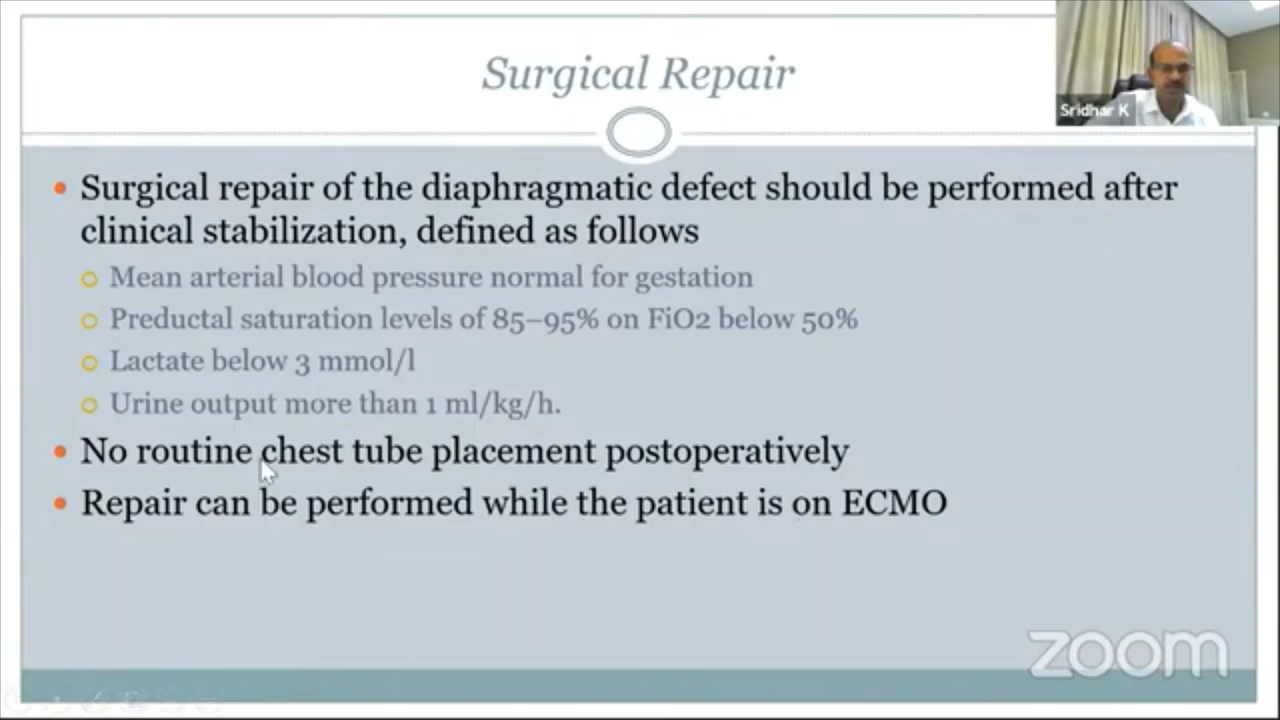 Surgical Repair
Sridhar K
Surgical repair of the diaphragmatic defect should be performed after
clinical stabilization, defined as follows
Mean arterial blood pressure normal for gestation
Preductal saturation levels of 85–95% on FiO2 below 50%
Lactate below 3 mmol/l
Urine output more than 1 ml/kg/h.
No routine chest tube placement postoperatively
Repair can be performed while the patient is on ECMO
zoom